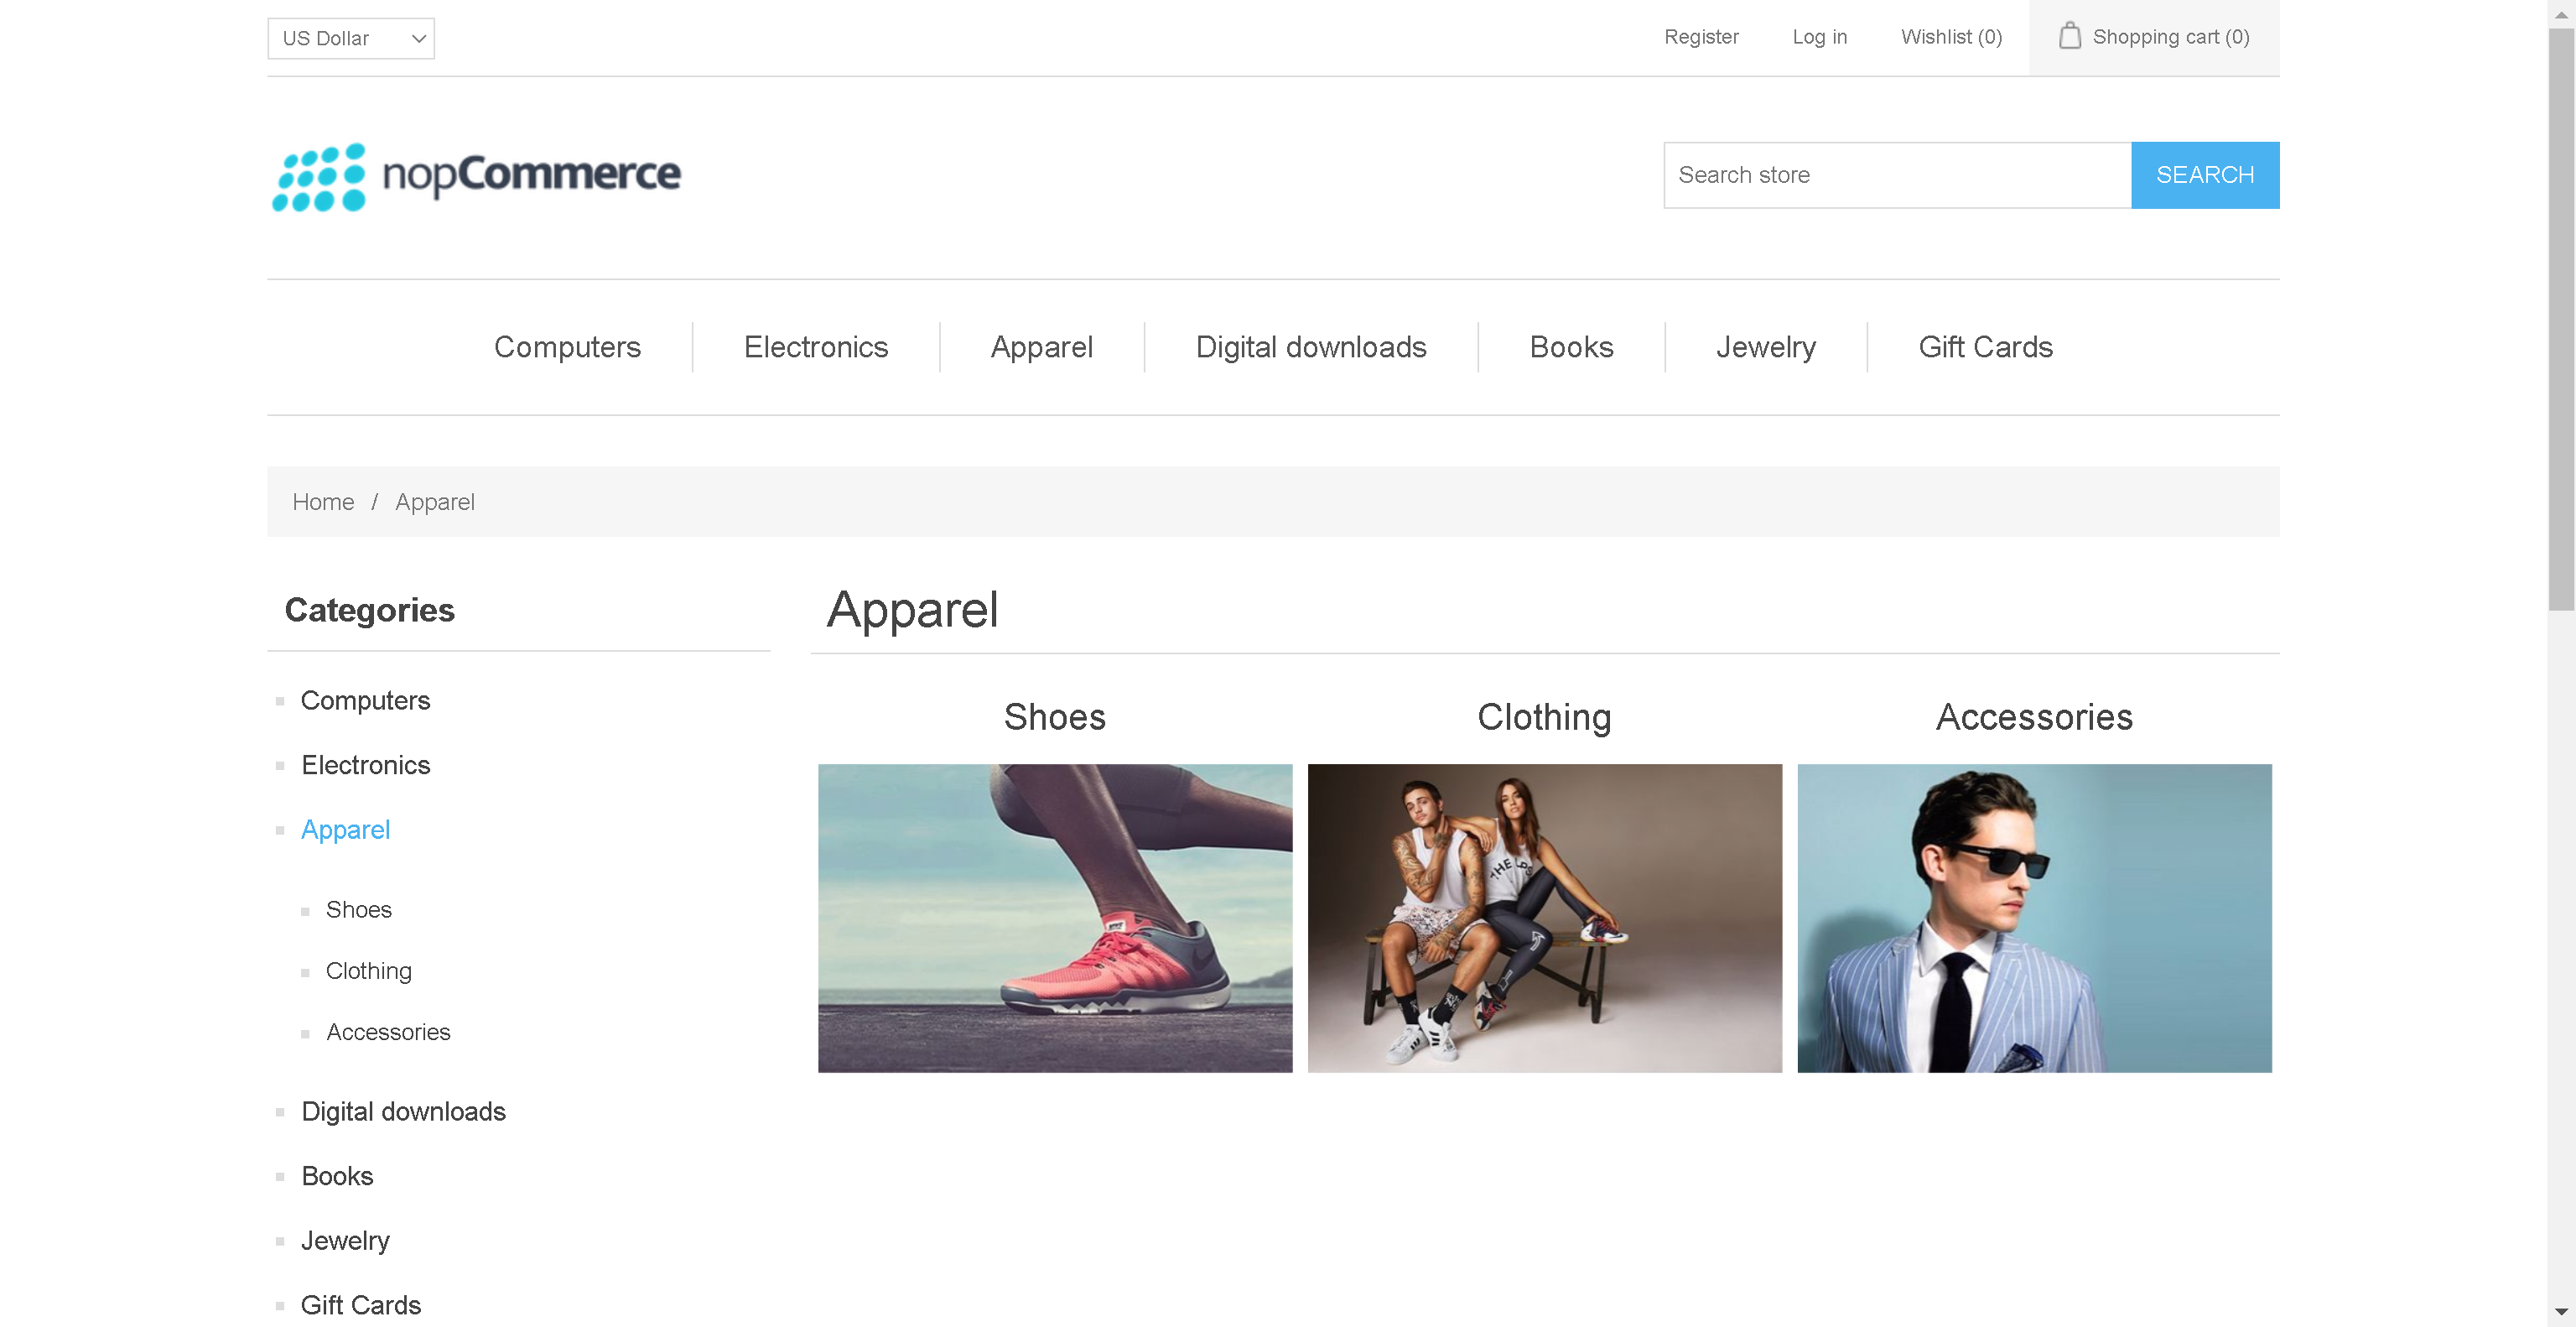 US Dollar
Register
Log in
Wishlist (0)
Shopping cart (0)
nopCommerce
Search store
SEARCH
Computers
Electronics
Apparel
Digital downloads
Books
Jewelry
Gift Cards
Home / Apparel
Categories
Computers
Electronics
Apparel
Shoes
Clothing
Accessories
Digital downloads
Books
Jewelry
Gift Cards
Apparel
Shoes
Clothing
Accessories